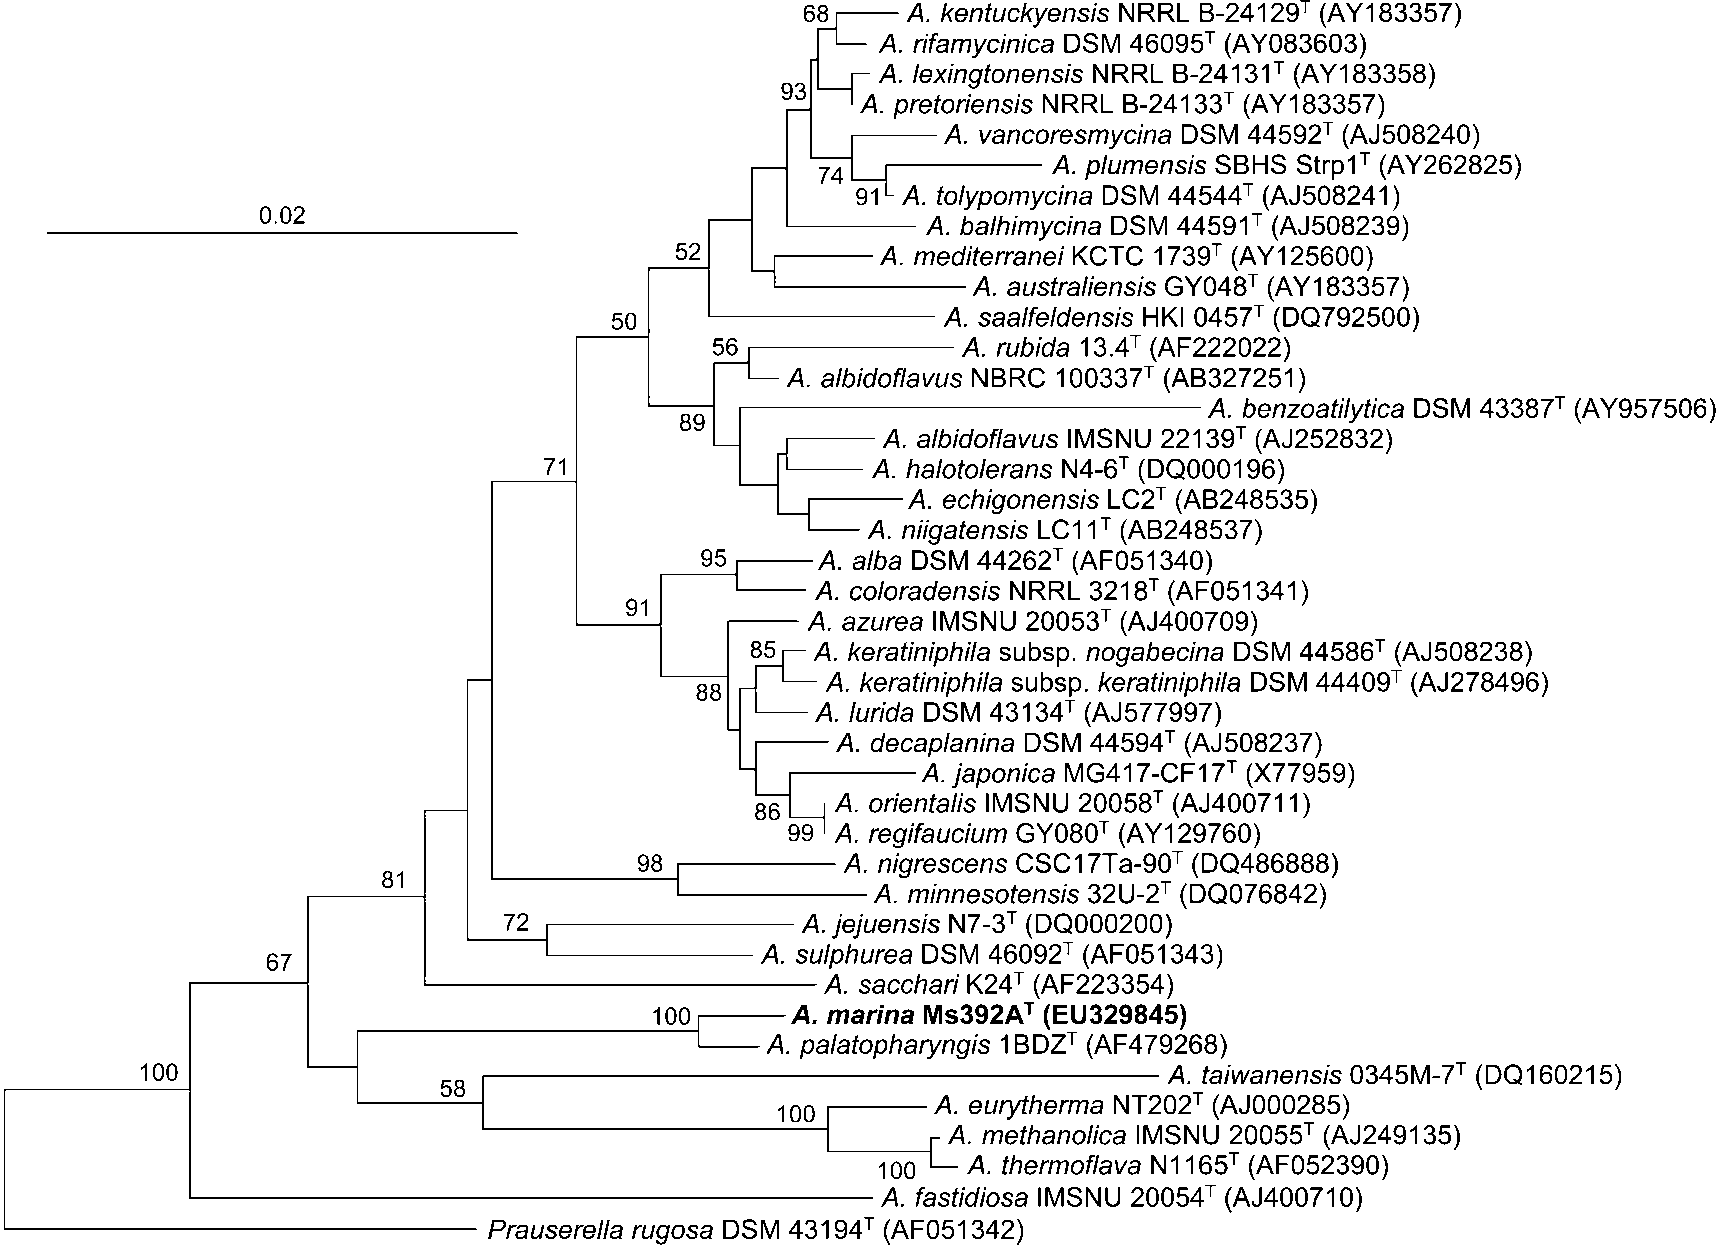 68
A. kentuckyensis NRRL B-24129ᵀ (AY183357)
A. rifamycinica DSM 46095ᵀ (AY083603)
A. lexingtonensis NRRL B-24131ᵀ (AY183358)
93
A. pretoriensis NRRL B-24133ᵀ (AY183357)
A. vancoresmycina DSM 44592ᵀ (AJ508240)
A. plumensis SBHS Strp1ᵀ (AY262825)
74
91
A. tolypomycina DSM 44544ᵀ (AJ508241)
0.02
A. balhimycina DSM 44591ᵀ (AJ508239)
52
A. mediterranei KCTC 1739ᵀ (AY125600)
A. australiensis GY048ᵀ (AY183357)
50
A. saalfeldensis HKI 0457ᵀ (DQ792500)
56
A. rubida 13.4ᵀ (AF222022)
A. albidoflavus NBRC 100337ᵀ (AB327251)
A. benzoatilytica DSM 43387ᵀ (AY957506)
89
A. albidoflavus IMSNU 22139ᵀ (AJ252832)
71
A. halotolerans N4-6ᵀ (DQ000196)
A. echigonensis LC2ᵀ (AB248535)
A. niigatensis LC11ᵀ (AB248537)
95
A. alba DSM 44262ᵀ (AF051340)
A. coloradensis NRRL 3218ᵀ (AF051341)
91
A. azurea IMSNU 20053ᵀ (AJ400709)
85
A. keratiniphila subsp. nogabecina DSM 44586ᵀ (AJ508238)
88
A. keratiniphila subsp. keratiniphila DSM 44409ᵀ (AJ278496)
A. lurida DSM 43134ᵀ (AJ577997)
A. decaplanina DSM 44594ᵀ (AJ508237)
A. japonica MG417-CF17ᵀ (X77959)
86
A. orientalis IMSNU 20058ᵀ (AJ400711)
99
A. regifaucium GY080ᵀ (AY129760)
98
A. nigrescens CSC17Ta-90ᵀ (DQ486888)
81
A. minnesotensis 32U-2ᵀ (DQ076842)
72
A. jejuensis N7-3ᵀ (DQ000200)
A. sulphurea DSM 46092ᵀ (AF051343)
67
A. sacchari K24ᵀ (AF223354)
100
A. marina Ms392Aᵀ (EU329845)
A. palatopharyngis 1BDZᵀ (AF479268)
100
A. taiwanensis 0345M-7ᵀ (DQ160215)
58
A. eurytherma NT202ᵀ (AJ000285)
100
A. methanolica IMSNU 20055ᵀ (AJ249135)
100
A. thermoflava N1165ᵀ (AF052390)
A. fastidiosa IMSNU 20054ᵀ (AJ400710)
Prauserella rugosa DSM 43194ᵀ (AF051342)